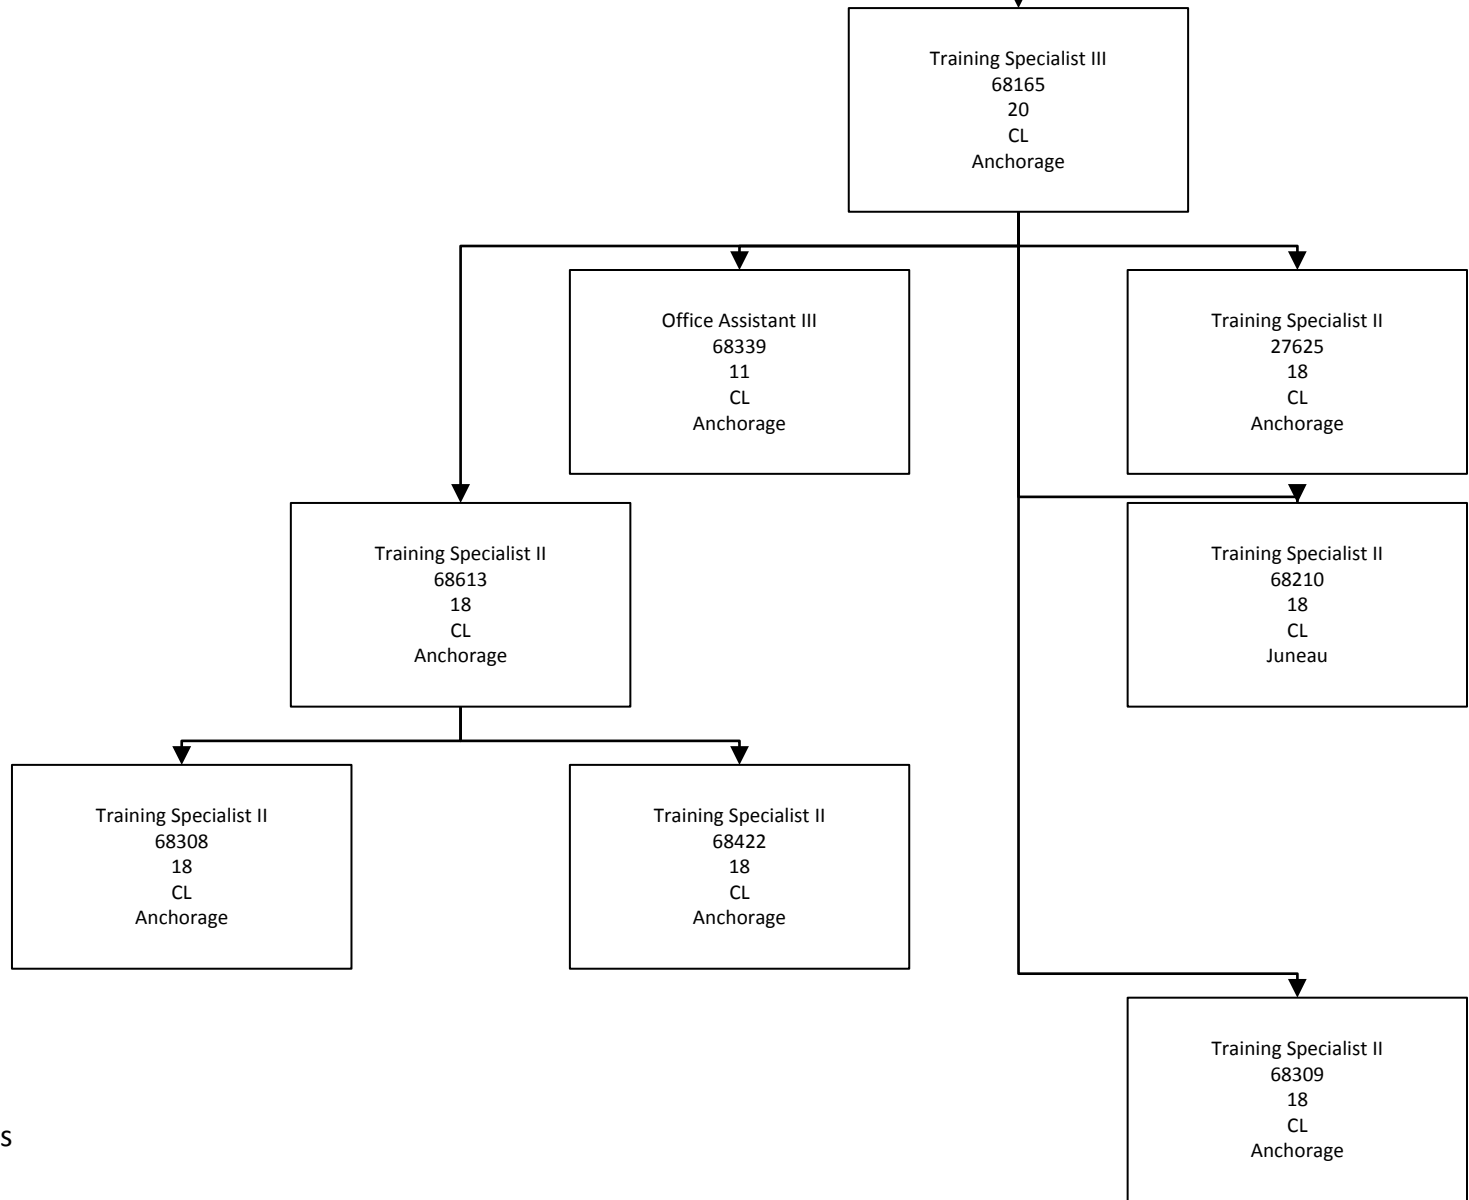 Training Specialist III
68165
20
CL
Anchorage
Office Assistant III
68339
11
CL
Anchorage
Training Specialist II
27625
18
CL
Anchorage
Training Specialist II
68613
18
CL
Anchorage
Training Specialist II
68210
18
CL
Juneau
Training Specialist II
68308
18
CL
Anchorage
Training Specialist II
68422
18
CL
Anchorage
Training Specialist II
68309
18
CL
Anchorage
s